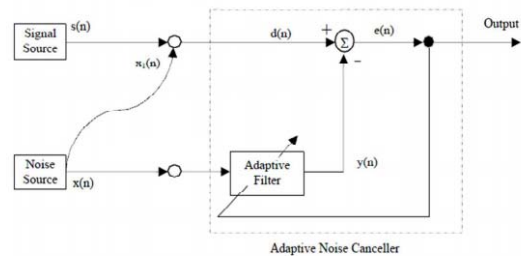 s(n)
Signal
Source
d(n)
+
Σ
e(n)
Output
−
n₁(n)
Noise
Source
x(n)
Adaptive
Filter
y(n)
Adaptive Noise Canceller